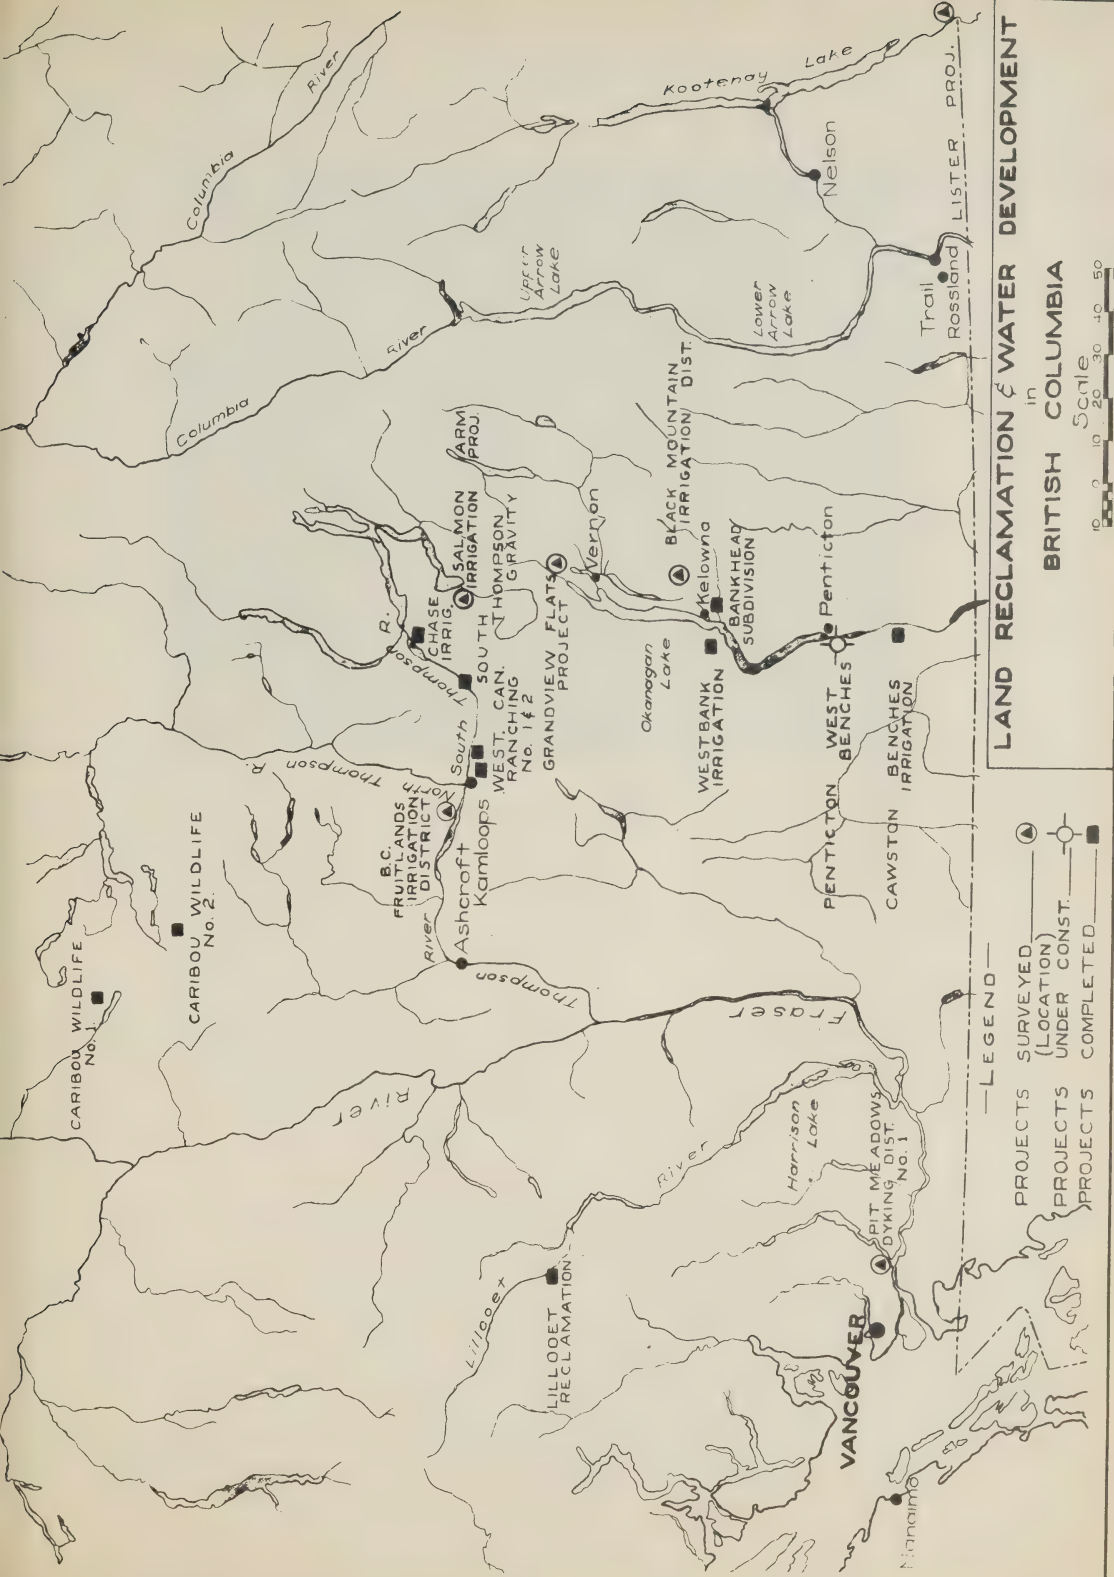 LAND RECLAMATION & WATER DEVELOPMENT
in
BRITISH COLUMBIA
Scale
10 0 10 20 30 40 50
—LEGEND—
PROJECTS SURVEYED
(LOCATION)
PROJECTS UNDER CONST.
PROJECTS COMPLETED
CARIBOU WILDLIFE
No. 1
CARIBOU WILDLIFE
No. 2.
Columbia
River
Columbia
River
Kootenay
Lake
Upper
Arrow
Lake
Lower
Arrow
Lake
Nelson
Trail
Rossland
LISTER PROJ.
SALMON ARM
IRRIGATION PROJ.
CHASE
IRRIG.
SOUTH THOMPSON
GRAVITY
WEST. CAN.
RANCHING
No. 1 & 2
GRANDVIEW FLATS
PROJECT
Vernon
BLACK MOUNTAIN
IRRIGATION DIST.
Kelowna
BANKHEAD
SUBDIVISION
Okanagan
Lake
WESTBANK
IRRIGATION
Penticton
PENTICTON WEST
BENCHES
CAWSTON BENCHES
IRRIGATION
South Thompson R.
North
Thompson
R.
B.C.
FRUITLANDS
IRRIGATION
DISTRICT
Kamloops
Ashcroft
River
Thompson
Fraser
River
Lillooex
River
LILLOOET
RECLAMATION
Harrison
Lake
PIT MEADOWS
DYKING DIST.
No. 1
VANCOUVER
Nanaimo